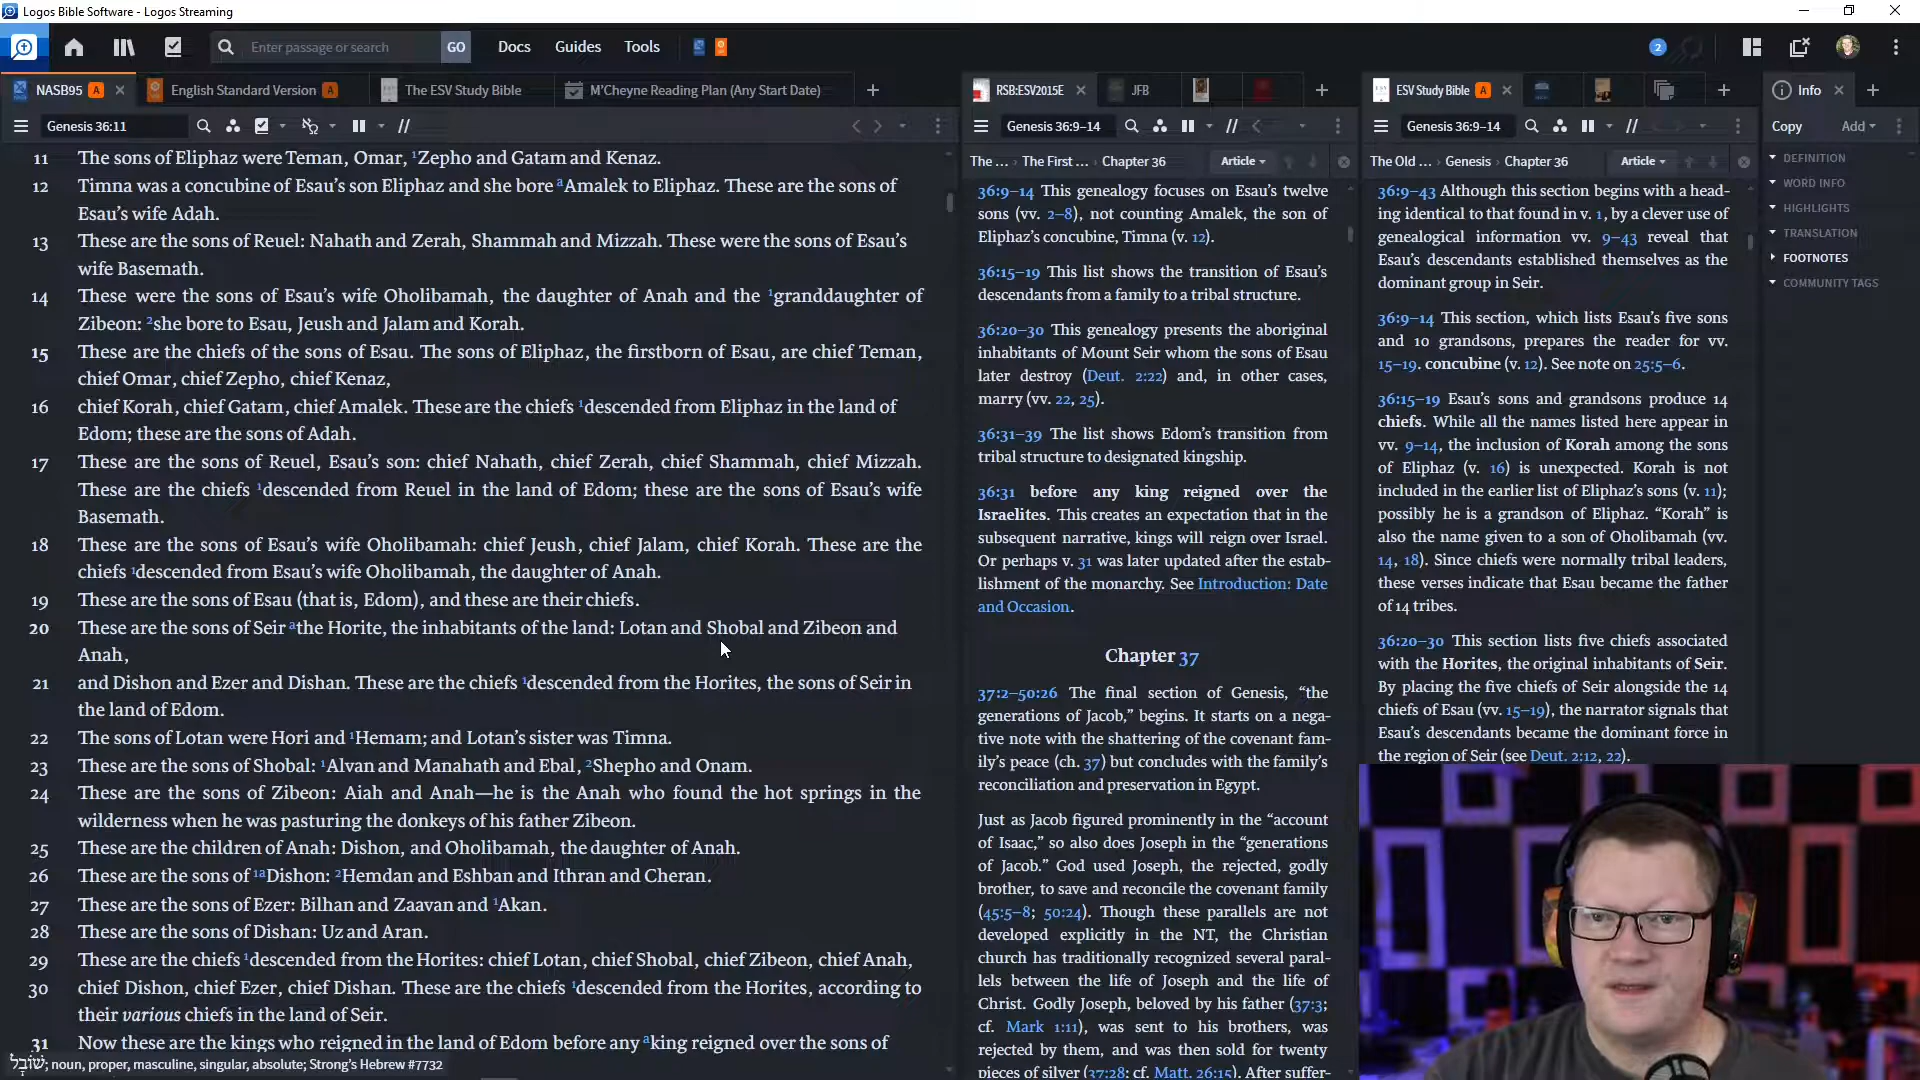 Logos Bible Software - Logos Streaming
Enter passage or search
GO
Docs
Guides
Tools
2
NASB95 A
English Standard Version A
The ESV Study Bible
M'Cheyne Reading Plan (Any Start Date)
Genesis 36:11
11 The sons of Eliphaz were Teman, Omar, 1Zepho and Gatam and Kenaz.
12 Timna was a concubine of Esau's son Eliphaz and she bore aAmalek to Eliphaz. These are the sons of
Esau's wife Adah.
13 These are the sons of Reuel: Nahath and Zerah, Shammah and Mizzah. These were the sons of Esau's
wife Basemath.
14 These were the sons of Esau's wife Oholibamah, the daughter of Anah and the 1granddaughter of
Zibeon: 2she bore to Esau, Jeush and Jalam and Korah.
15 These are the chiefs of the sons of Esau. The sons of Eliphaz, the firstborn of Esau, are chief Teman,
chief Omar, chief Zepho, chief Kenaz,
16 chief Korah, chief Gatam, chief Amalek. These are the chiefs 1descended from Eliphaz in the land of
Edom; these are the sons of Adah.
17 These are the sons of Reuel, Esau's son: chief Nahath, chief Zerah, chief Shammah, chief Mizzah.
These are the chiefs 1descended from Reuel in the land of Edom; these are the sons of Esau's wife
Basemath.
18 These are the sons of Esau's wife Oholibamah: chief Jeush, chief Jalam, chief Korah. These are the
chiefs 1descended from Esau's wife Oholibamah, the daughter of Anah.
19 These are the sons of Esau (that is, Edom), and these are their chiefs.
20 These are the sons of Seir athe Horite, the inhabitants of the land: Lotan and Shobal and Zibeon and
Anah,
21 and Dishon and Ezer and Dishan. These are the chiefs 1descended from the Horites, the sons of Seir in
the land of Edom.
22 The sons of Lotan were Hori and 1Hemam; and Lotan's sister was Timna.
23 These are the sons of Shobal: 1Alvan and Manahath and Ebal, 2Shepho and Onam.
24 These are the sons of Zibeon: Aiah and Anah—he is the Anah who found the hot springs in the
wilderness when he was pasturing the donkeys of his father Zibeon.
25 These are the children of Anah: Dishon, and Oholibamah, the daughter of Anah.
26 These are the sons of 1aDishon: 2Hemdan and Eshban and Ithran and Cheran.
27 These are the sons of Ezer: Bilhan and Zaavan and 1Akan.
28 These are the sons of Dishan: Uz and Aran.
29 These are the chiefs 1descended from the Horites: chief Lotan, chief Shobal, chief Zibeon, chief Anah,
30 chief Dishon, chief Ezer, chief Dishan. These are the chiefs 1descended from the Horites, according to
their various chiefs in the land of Seir.
31 Now these are the kings who reigned in the land of Edom before any aking reigned over the sons of
שׁוֹבָל; noun, proper, masculine, singular, absolute; Strong's Hebrew #7732
RSB:ESV2015E
JFB
Genesis 36:9–14
The ... › The First ... › Chapter 36
Article
36:9–14 This genealogy focuses on Esau's twelve
sons (vv. 2–8), not counting Amalek, the son of
Eliphaz's concubine, Timna (v. 12).
36:15–19 This list shows the transition of Esau's
descendants from a family to a tribal structure.
36:20–30 This genealogy presents the aboriginal
inhabitants of Mount Seir whom the sons of Esau
later destroy (Deut. 2:22) and, in other cases,
marry (vv. 22, 25).
36:31–39 The list shows Edom's transition from
tribal structure to designated kingship.
36:31 before any king reigned over the
Israelites. This creates an expectation that in the
subsequent narrative, kings will reign over Israel.
Or perhaps v. 31 was later updated after the estab-
lishment of the monarchy. See Introduction: Date
and Occasion.
Chapter 37
37:2–50:26 The final section of Genesis, “the
generations of Jacob,” begins. It starts on a nega-
tive note with the shattering of the covenant fam-
ily's peace (ch. 37) but concludes with the family's
reconciliation and preservation in Egypt.
Just as Jacob figured prominently in the “account
of Isaac,” so also does Joseph in the “generations
of Jacob.” God used Joseph, the rejected, godly
brother, to save and reconcile the covenant family
(45:5–8; 50:24). Though these parallels are not
developed explicitly in the NT, the Christian
church has traditionally recognized several paral-
lels between the life of Joseph and the life of
Christ. Godly Joseph, beloved by his father (37:3;
cf. Mark 1:11), was sent to his brothers, was
rejected by them, and was then sold for twenty
pieces of silver (37:28; cf. Matt. 26:15). After suffer-
ESV Study Bible A
Genesis 36:9–14
The Old ... › Genesis › Chapter 36
Article
36:9–43 Although this section begins with a head-
ing identical to that found in v. 1, by a clever use of
genealogical information vv. 9–43 reveal that
Esau's descendants established themselves as the
dominant group in Seir.
36:9–14 This section, which lists Esau's five sons
and 10 grandsons, prepares the reader for vv.
15–19. concubine (v. 12). See note on 25:5–6.
36:15–19 Esau's sons and grandsons produce 14
chiefs. While all the names listed here appear in
vv. 9–14, the inclusion of Korah among the sons
of Eliphaz (v. 16) is unexpected. Korah is not
included in the earlier list of Eliphaz's sons (v. 11);
possibly he is a grandson of Eliphaz. “Korah” is
also the name given to a son of Oholibamah (vv.
14, 18). Since chiefs were normally tribal leaders,
these verses indicate that Esau became the father
of 14 tribes.
36:20–30 This section lists five chiefs associated
with the Horites, the original inhabitants of Seir.
By placing the five chiefs of Seir alongside the 14
chiefs of Esau (vv. 15–19), the narrator signals that
Esau's descendants became the dominant force in
the region of Seir (see Deut. 2:12, 22).
Info
Copy
Add
DEFINITION
WORD INFO
HIGHLIGHTS
TRANSLATION
FOOTNOTES
COMMUNITY TAGS